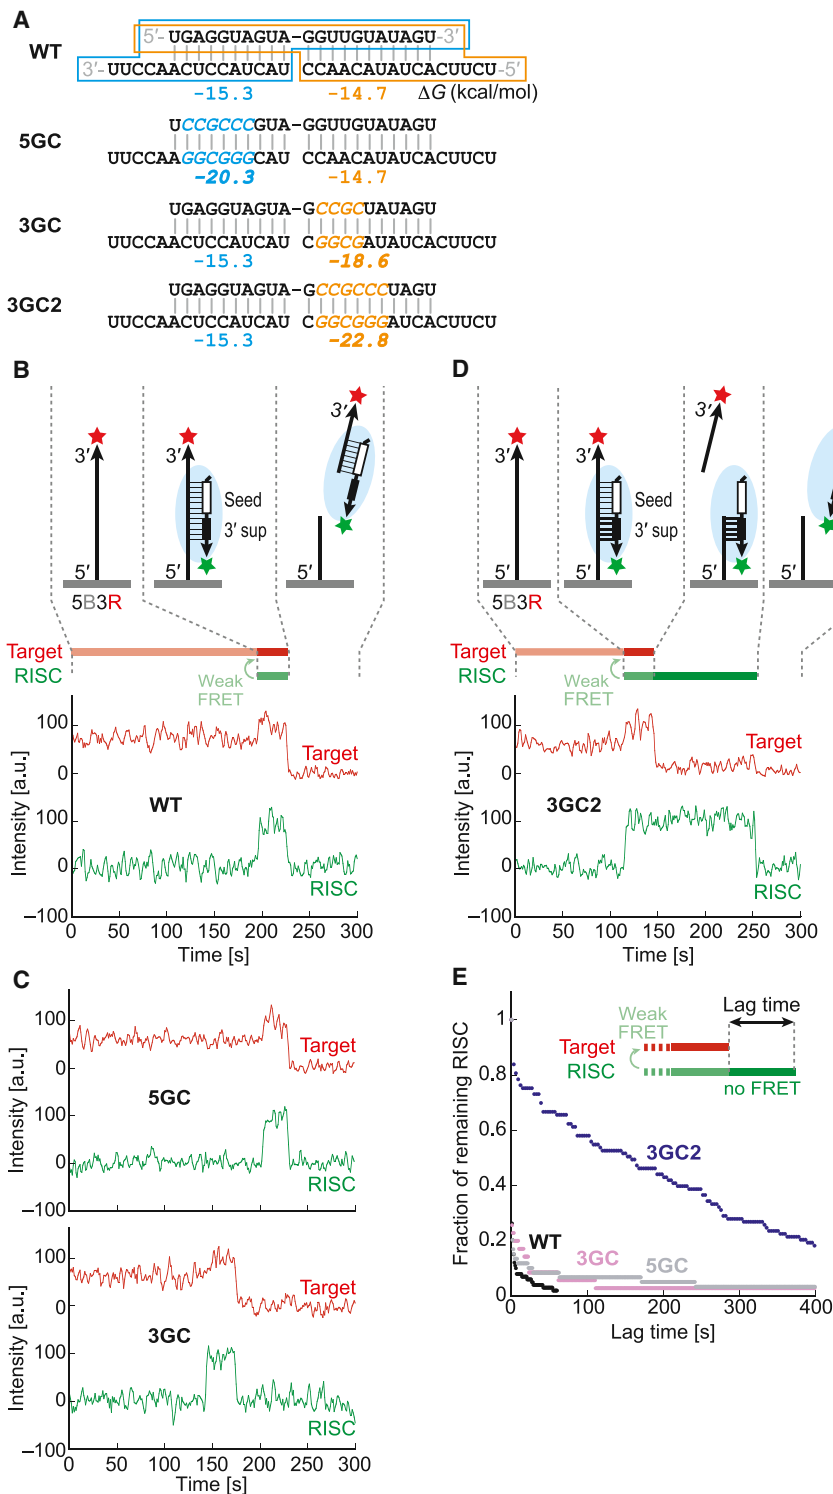 A
WT
5′- UGAGGUAGUA - GGUUGUAUAGU -3′
3′- UUCCAACUCCAUCAU CCAACAUAUCACUUCU -5′
-15.3 -14.7 ΔG (kcal/mol)
5GC
UCCGCCCGUA - GGUUGUAUAGU
UUCCAAGGCGGGCAU CCAACAUAUCACUUCU
-20.3 -14.7
3GC
UGAGGUAGUA - GCCGCUAUAGU
UUCCAACUCCAUCAU CGGCGAUAUCACUUCU
-15.3 -18.6
3GC2
UGAGGUAGUA - GCCGCCCUAGU
UUCCAACUCCAUCAU CGGCGGGAUCACUUCU
-15.3 -22.8
B
3′ 3′ 3′
Seed
3′ sup
5′ 5′
5B3R
Target
RISC
Weak
FRET
Intensity [a.u.]
100
0
Target
WT
100
0
−100
RISC
0 50 100 150 200 250 300
Time [s]
C
Intensity [a.u.]
100
0
Target
5GC
100
0
−100
RISC
Intensity [a.u.]
100
0
Target
3GC
100
0
−100
RISC
0 50 100 150 200 250 300
Time [s]
D
3′ 3′ 3′
Seed
3′ sup
5′ 5′ 5′ 5′
5B3R
Target
RISC
Weak
FRET
Intensity [a.u.]
100
0
Target
3GC2
100
0
−100
RISC
0 50 100 150 200 250 300
Time [s]
E
Fraction of remaining RISC
1
0.8
0.6
0.4
0.2
0
Weak
FRET
Lag time
Target
RISC
no FRET
3GC2
WT
3GC
5GC
0 100 200 300 400
Lag time [s]